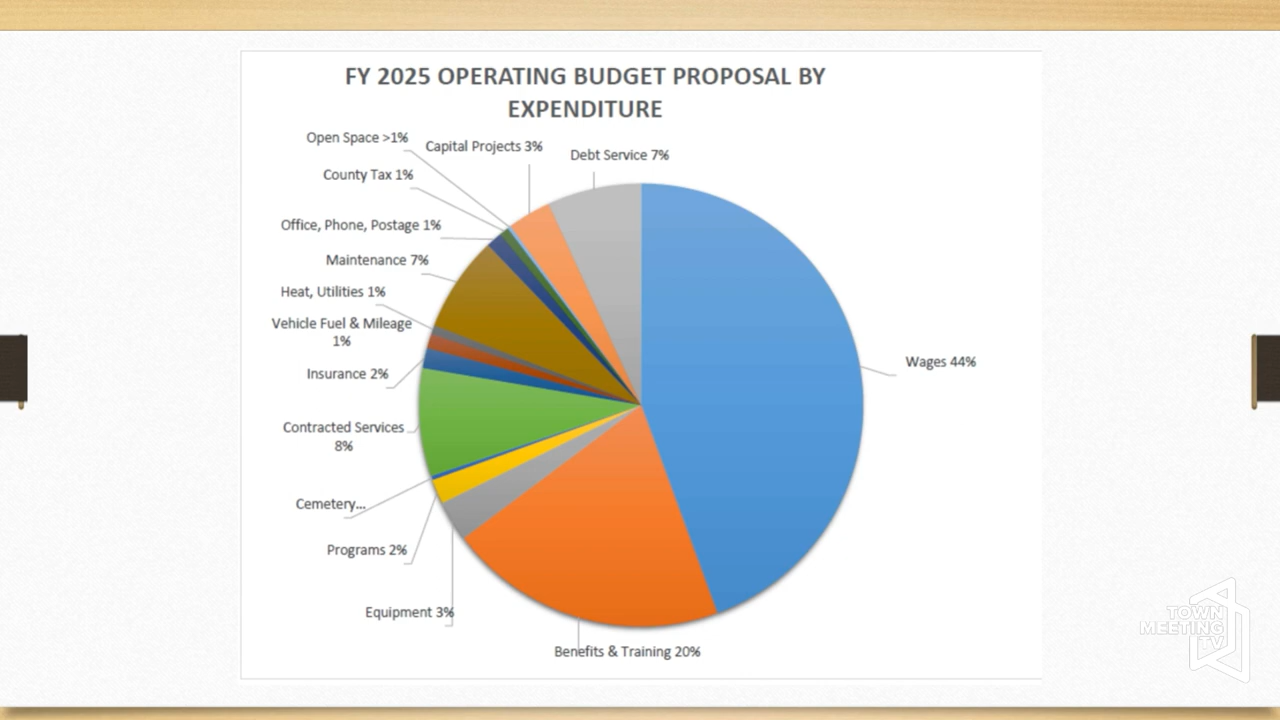 FY 2025 OPERATING BUDGET PROPOSAL BY
EXPENDITURE
Open Space >1%
Capital Projects 3%
Debt Service 7%
County Tax 1%
Office, Phone, Postage 1%
Maintenance 7%
Heat, Utilities 1%
Vehicle Fuel & Mileage
1%
Insurance 2%
Wages 44%
Contracted Services
8%
Cemetery...
Programs 2%
Equipment 3%
Benefits & Training 20%
TOWN
MEETING
TV